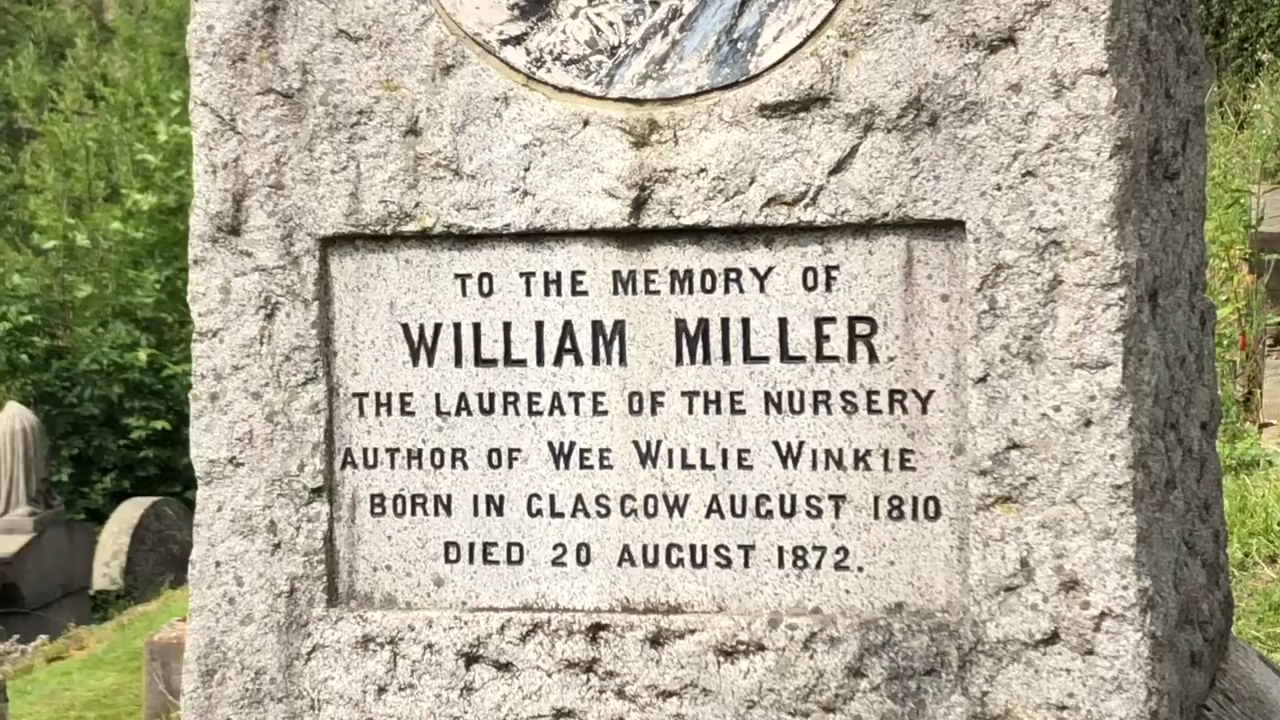 TO THE MEMORY OF
WILLIAM MILLER
THE LAUREATE OF THE NURSERY
AUTHOR OF WEE WILLIE WINKIE
BORN IN GLASGOW AUGUST 1810
DIED 20 AUGUST 1872.